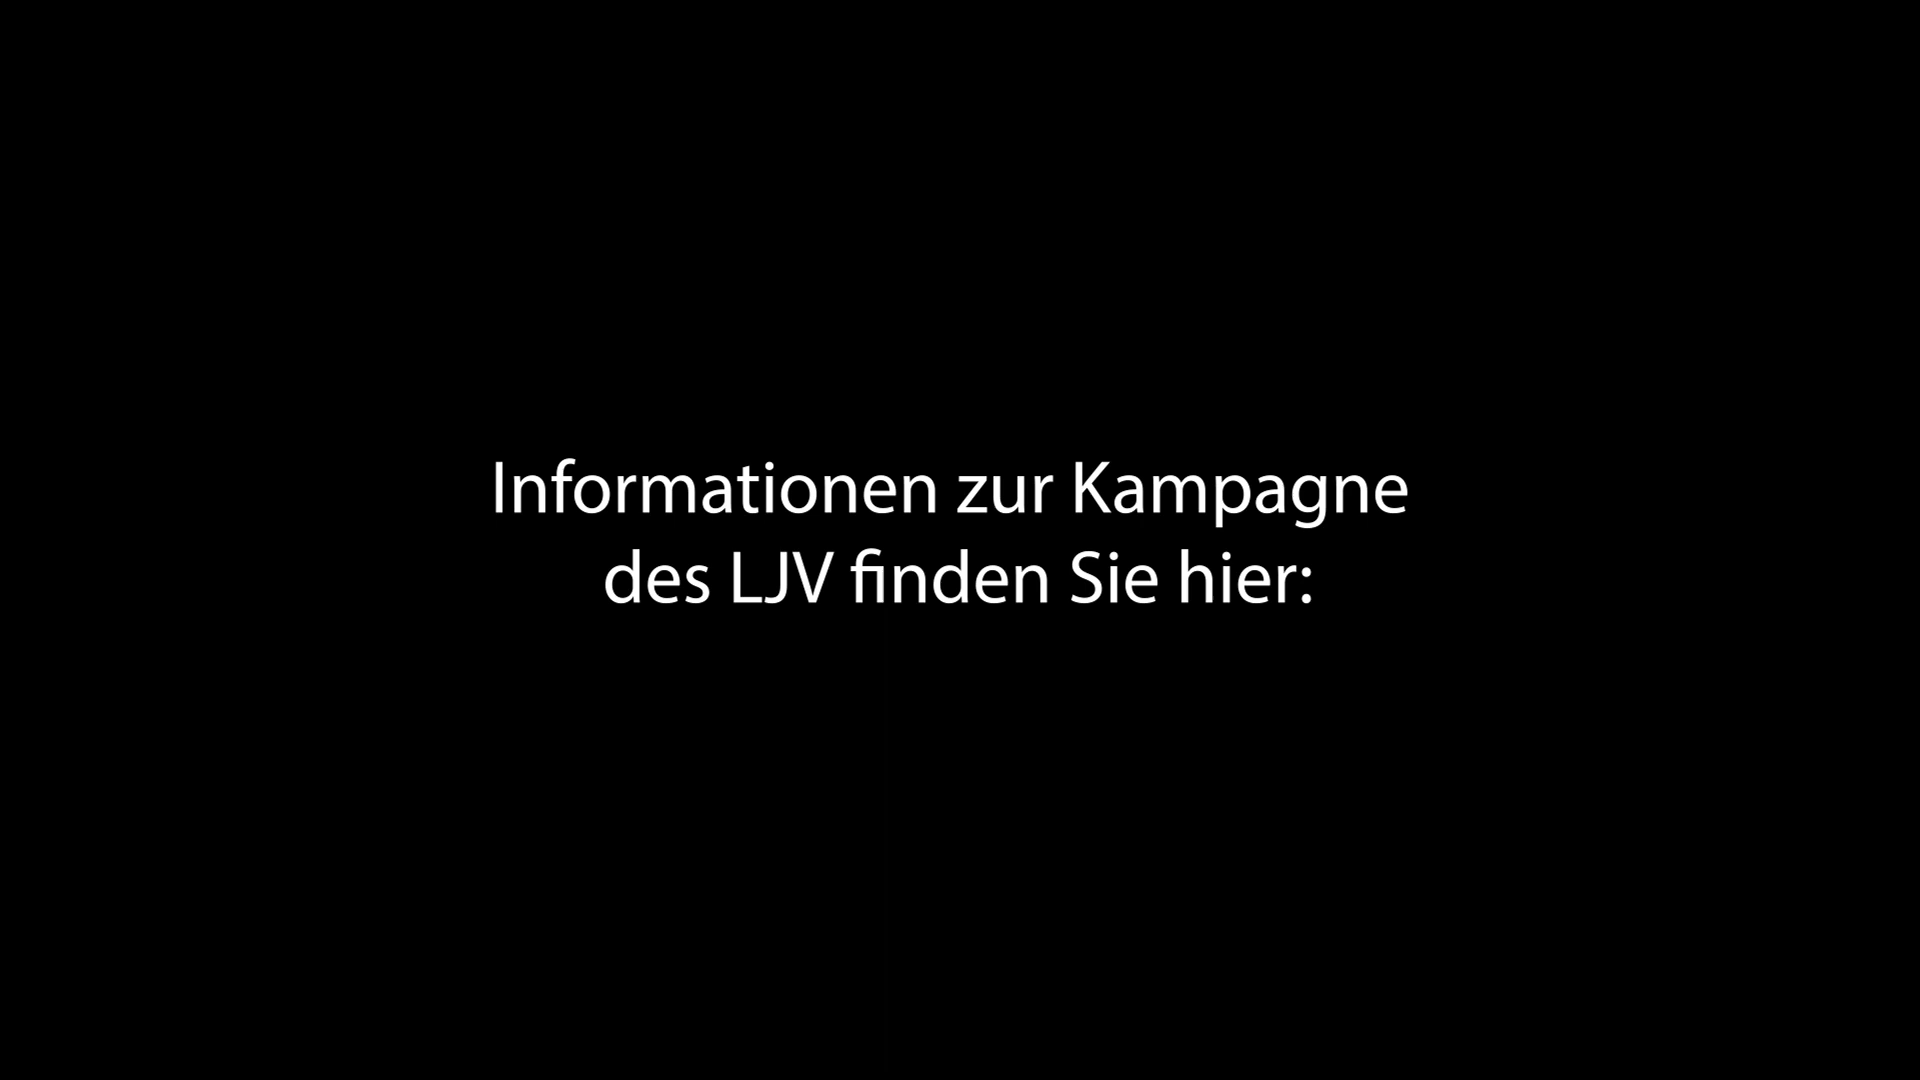 Informationen zur Kampagne
des LJV finden Sie hier: